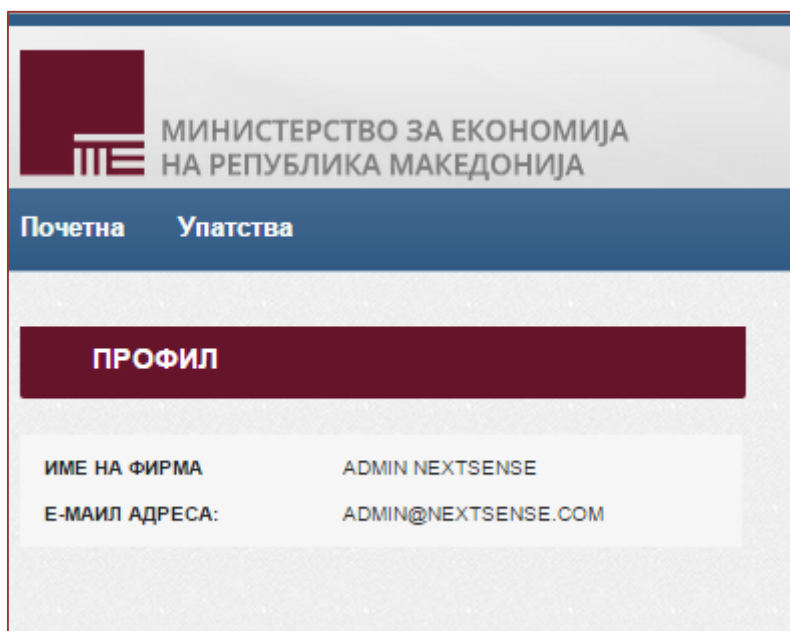 МИНИСТЕРСТВО ЗА ЕКОНОМИЈА
НА РЕПУБЛИКА МАКЕДОНИЈА
Почетна Упатства
ПРОФИЛ
ИМЕ НА ФИРМА ADMIN NEXTSENSE
Е-МАИЛ АДРЕСА: ADMIN@NEXTSENSE.COM